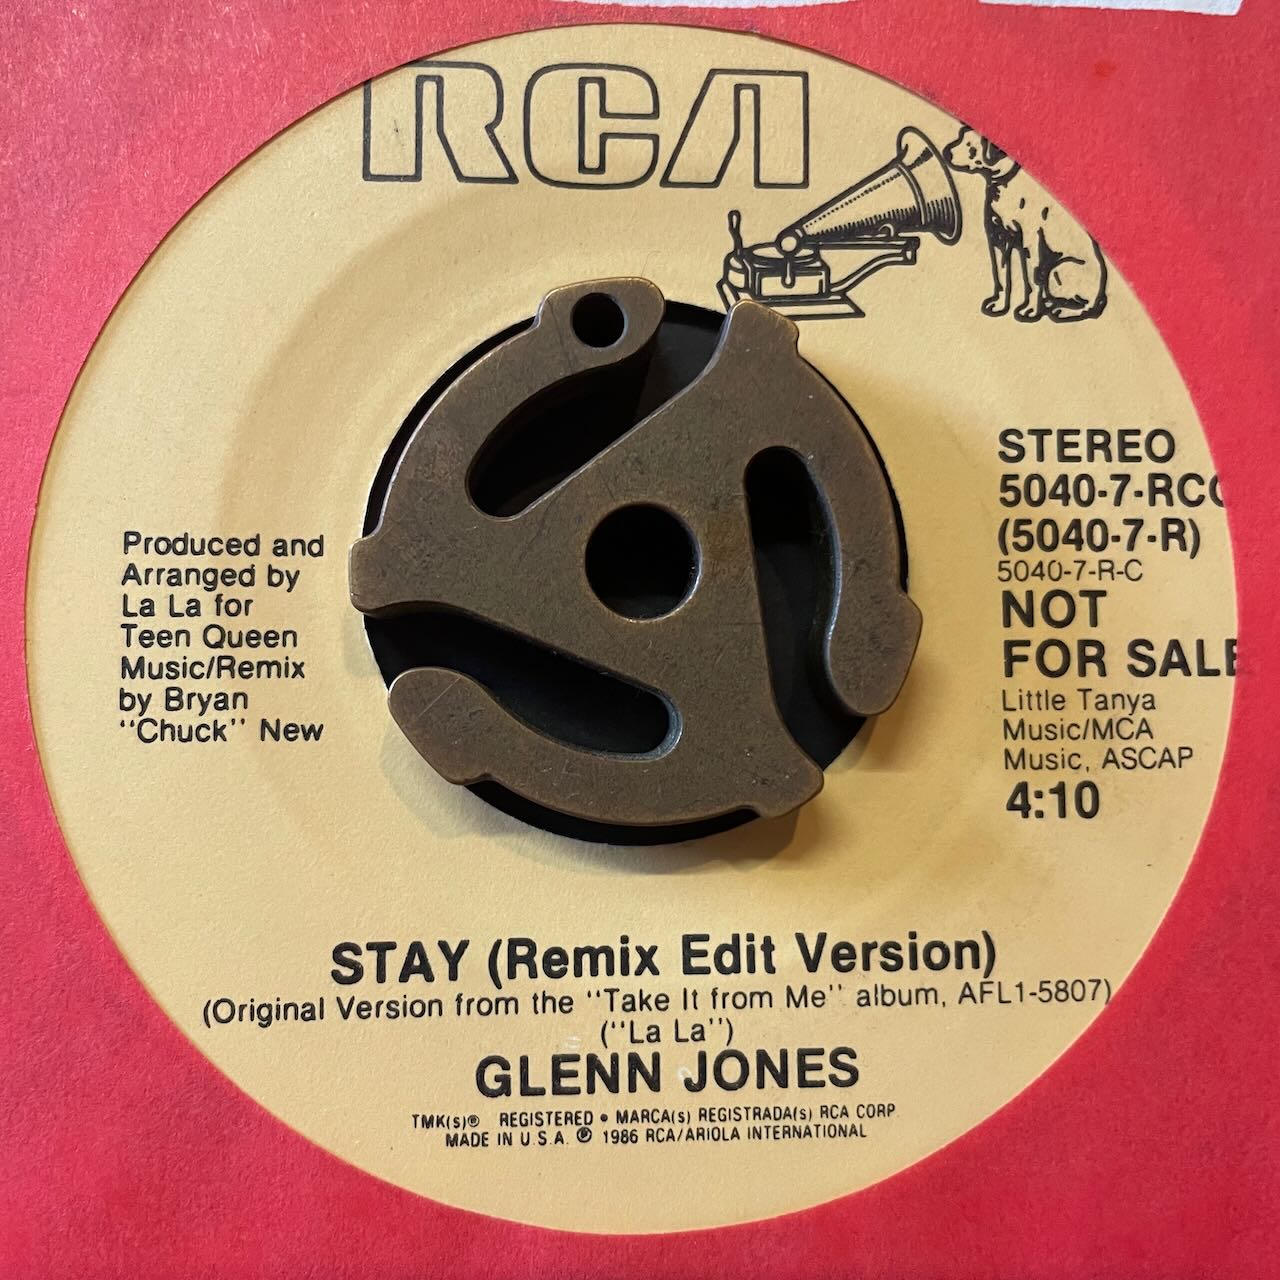 RCA
STEREO
5040-7-RC
(5040-7-R)
5040-7-R-C
NOT
FOR SALE
Little Tanya
Music/MCA
Music, ASCAP
4:10
Produced and
Arranged by
La La for
Teen Queen
Music/Remix
by Bryan
"Chuck" New
STAY (Remix Edit Version)
(Original Version from the "Take It from Me" album, AFL1-5807)
("La La")
GLENN JONES
TMK(s)® REGISTERED • MARCA(s) REGISTRADA(s) RCA CORP.
MADE IN U.S.A. ℗ 1986 RCA/ARIOLA INTERNATIONAL